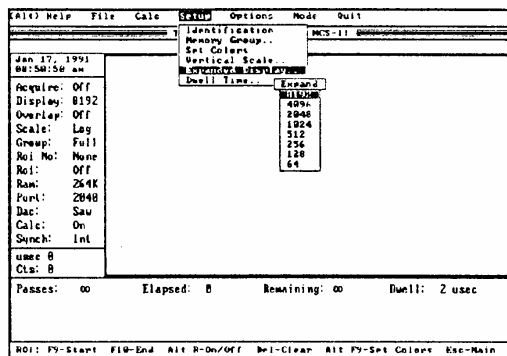 (Alt) Help File Calc Setup Options Mode Quit
MCS-II
Identification
Memory Group..
Set Colors
Vertical Scale..
Expanded Display..
Dwell Time..
Expand
8192
4096
2048
1024
512
256
128
64
Jan 17, 1991
08:50:50 am
Acquire: Off
Display: 8192
Overlap: Off
Scale: Log
Group: Full
Roi No: None
Roi: Off
Ram: 264K
Port: 2040
Dac: Saw
Calc: On
Synch: Int
usec 0
Cts: 0
Passes: ∞ Elapsed: 0 Remaining: ∞ Dwell: 2 usec
ROI: F9-Start F10-End Alt R-On/Off Del-Clear Alt F9-Set Colors Esc-Main